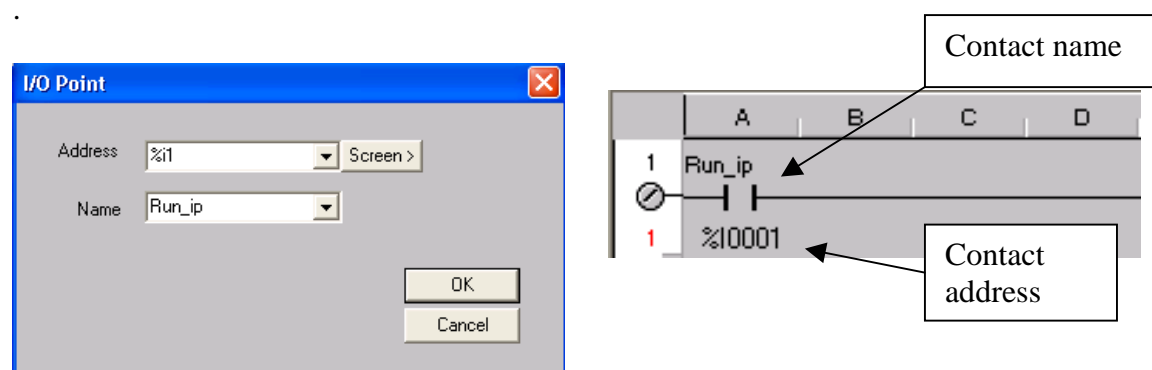 .
I/O Point
Address %i1 Screen >
Name Run_ip
OK
Cancel
Contact name
A B C D
1 Run_ip
1 %I0001
Contact
address